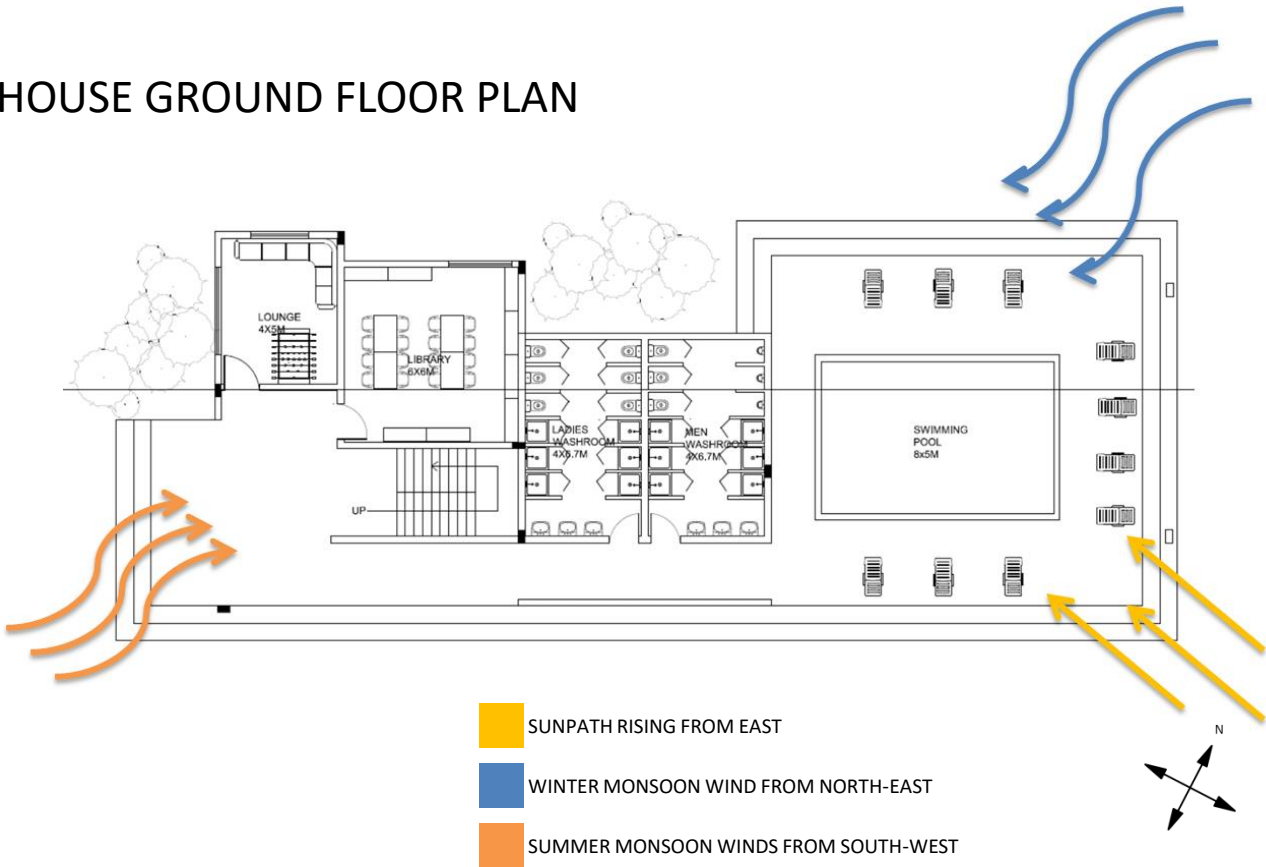 HOUSE GROUND FLOOR PLAN
LOUNGE
4X5M
LIBRARY
6X6M
LADIES
WASHROOM
4X6.7M
MEN
WASHROOM
4X6.7M
SWIMMING
POOL
8x5M
UP
SUNPATH RISING FROM EAST
WINTER MONSOON WIND FROM NORTH-EAST
SUMMER MONSOON WINDS FROM SOUTH-WEST
N